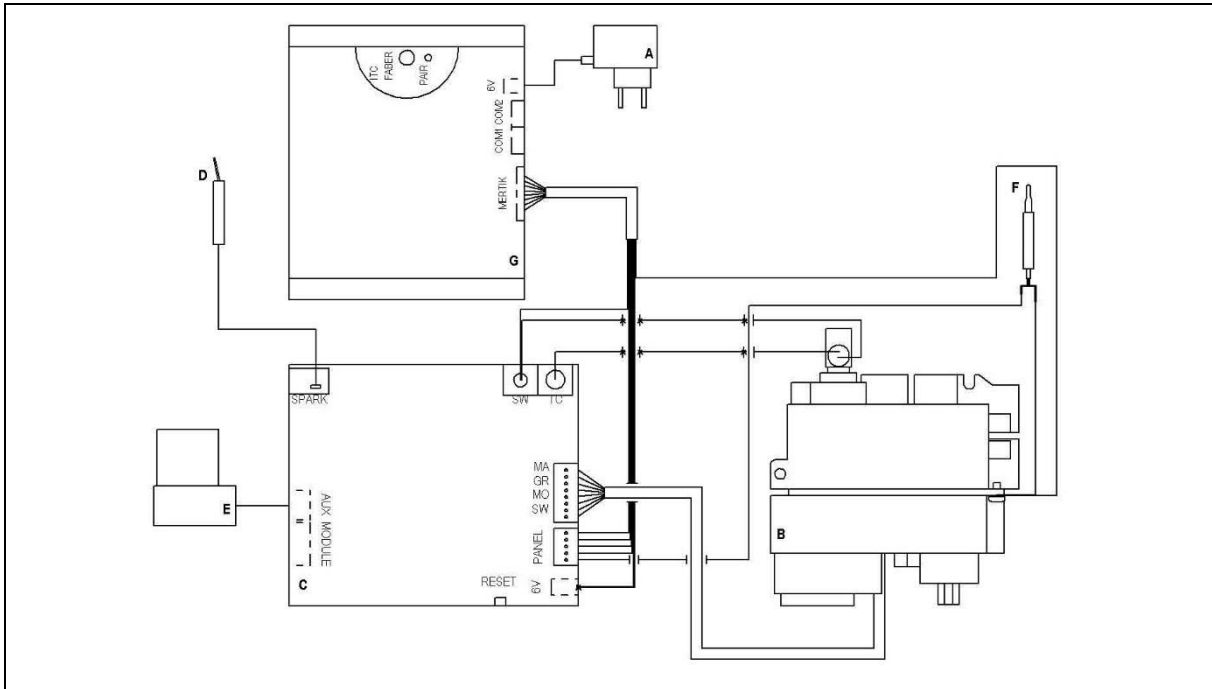 A
ITC
FABER
PAIR
6V
COM1 COM2
MERTIK
G
D
F
SPARK
SW
TC
MA
GR
MO
SW
E
AUX MODULE
PANEL
B
C
RESET
6V